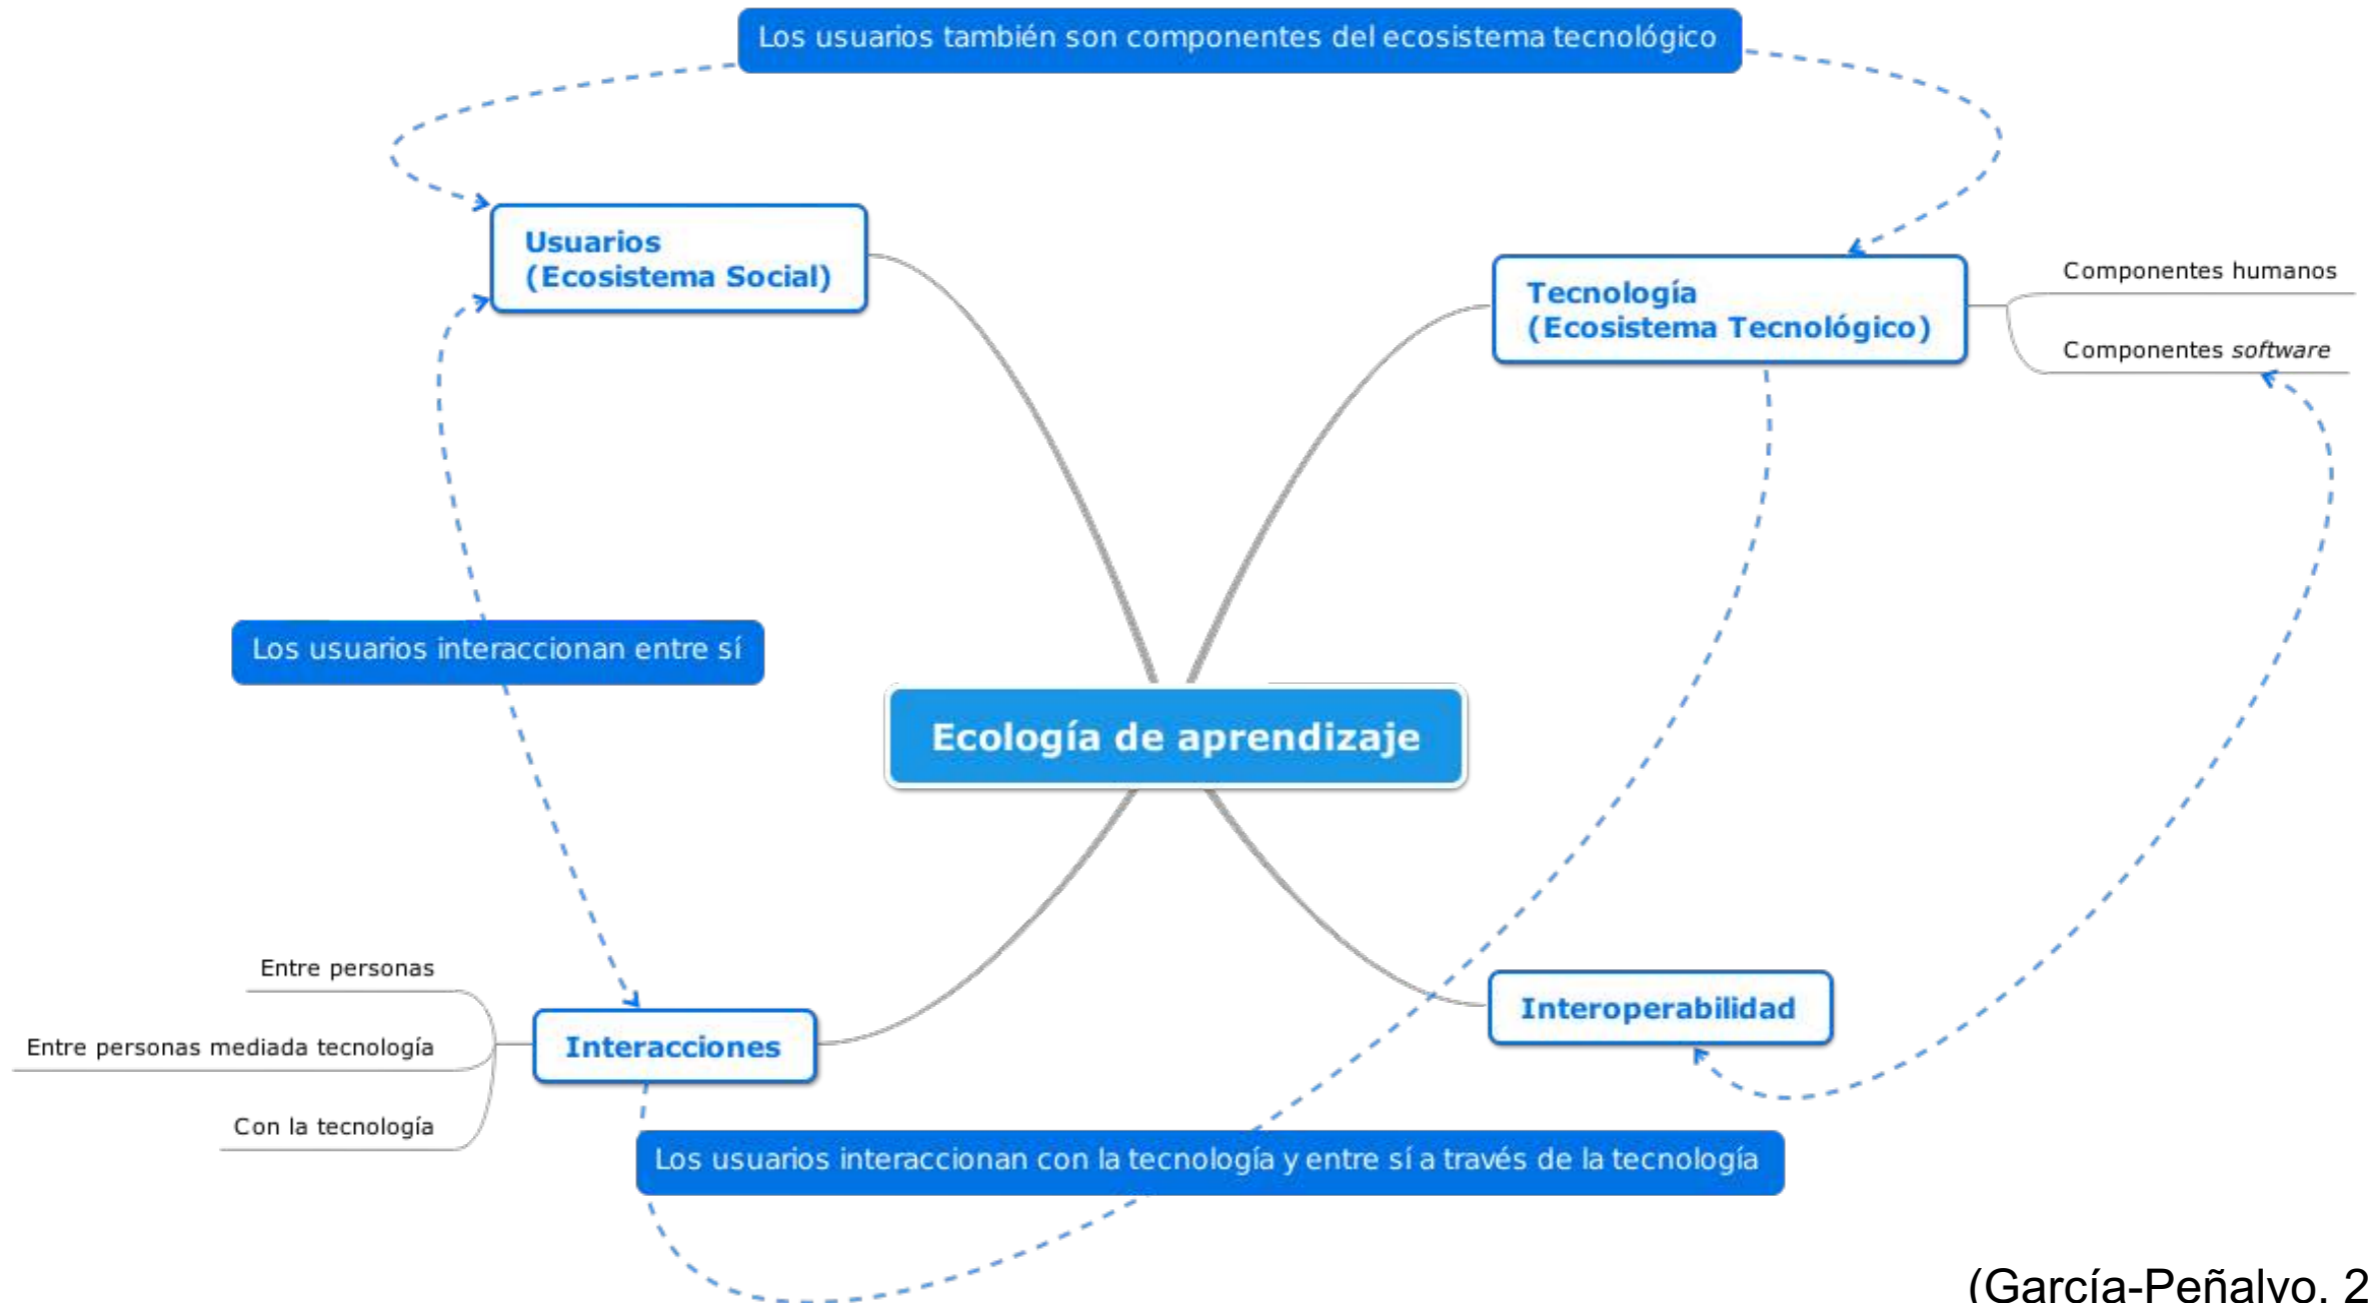 Los usuarios también son componentes del ecosistema tecnológico
Usuarios
(Ecosistema Social)
Tecnología
(Ecosistema Tecnológico)
Componentes humanos
Componentes software
Los usuarios interaccionan entre sí
Ecología de aprendizaje
Entre personas
Entre personas mediada tecnología
Con la tecnología
Interacciones
Interoperabilidad
Los usuarios interaccionan con la tecnología y entre sí a través de la tecnología
(García-Peñalvo, 2